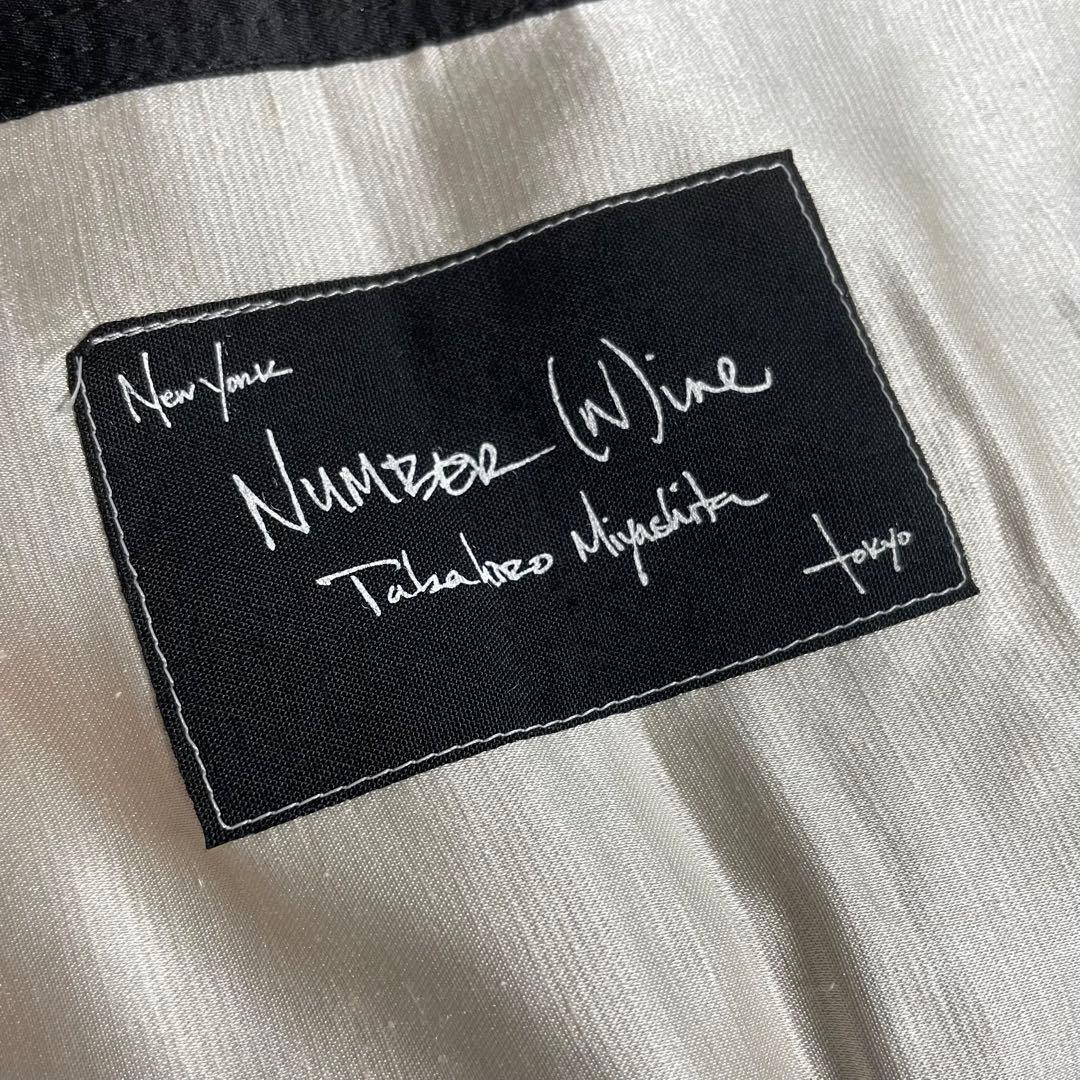 New York
NUMBER (N)ine
Takahiro Miyashita
tokyo